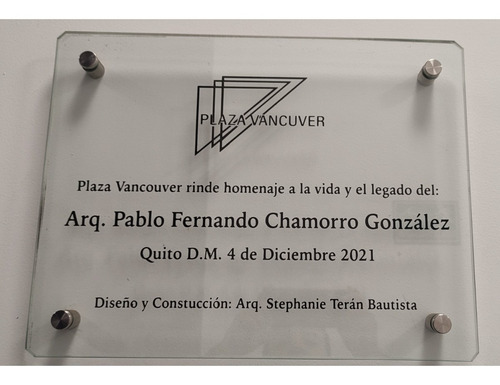 PLAZA VANCUVER
Plaza Vancouver rinde homenaje a la vida y el legado del:
Arq. Pablo Fernando Chamorro González
Quito D.M. 4 de Diciembre 2021
Diseño y Constucción: Arq. Stephanie Terán Bautista